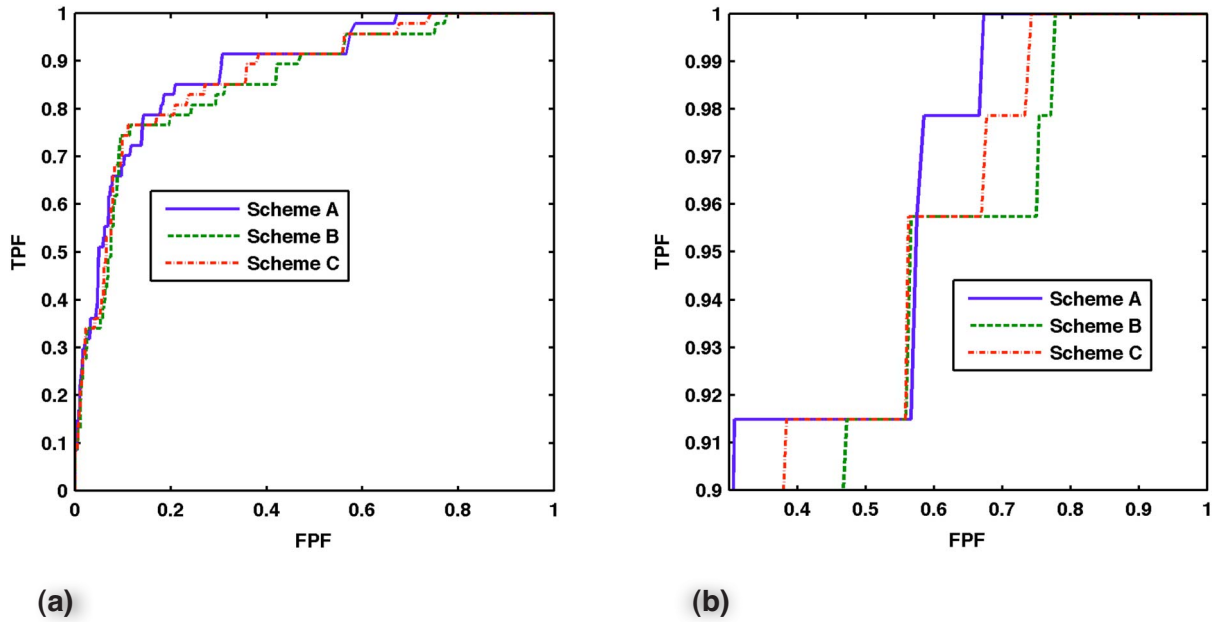 1
0.9
0.8
0.7
0.6
0.5
0.4
0.3
0.2
0.1
0
TPF
0 0.2 0.4 0.6 0.8 1
FPF
Scheme A
Scheme B
Scheme C
(a)
1
0.99
0.98
0.97
0.96
0.95
0.94
0.93
0.92
0.91
0.9
TPF
0.4 0.5 0.6 0.7 0.8 0.9 1
FPF
Scheme A
Scheme B
Scheme C
(b)